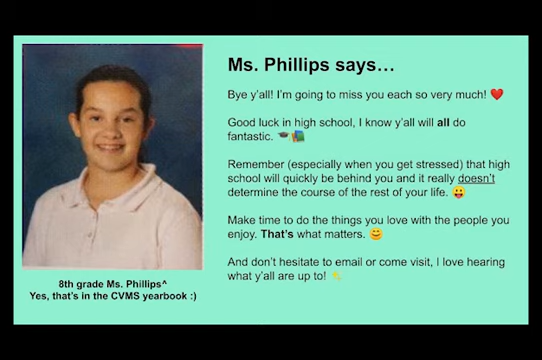 Ms. Phillips says…
Bye y'all! I'm going to miss you each so very much! ❤️
Good luck in high school, I know y'all will all do
fantastic. 🎓📚
Remember (especially when you get stressed) that high
school will quickly be behind you and it really doesn't
determine the course of the rest of your life. 😛
Make time to do the things you love with the people you
enjoy. That's what matters. 😊
And don't hesitate to email or come visit, I love hearing
what y'all are up to! ✨
8th grade Ms. Phillips^
Yes, that's in the CVMS yearbook :)